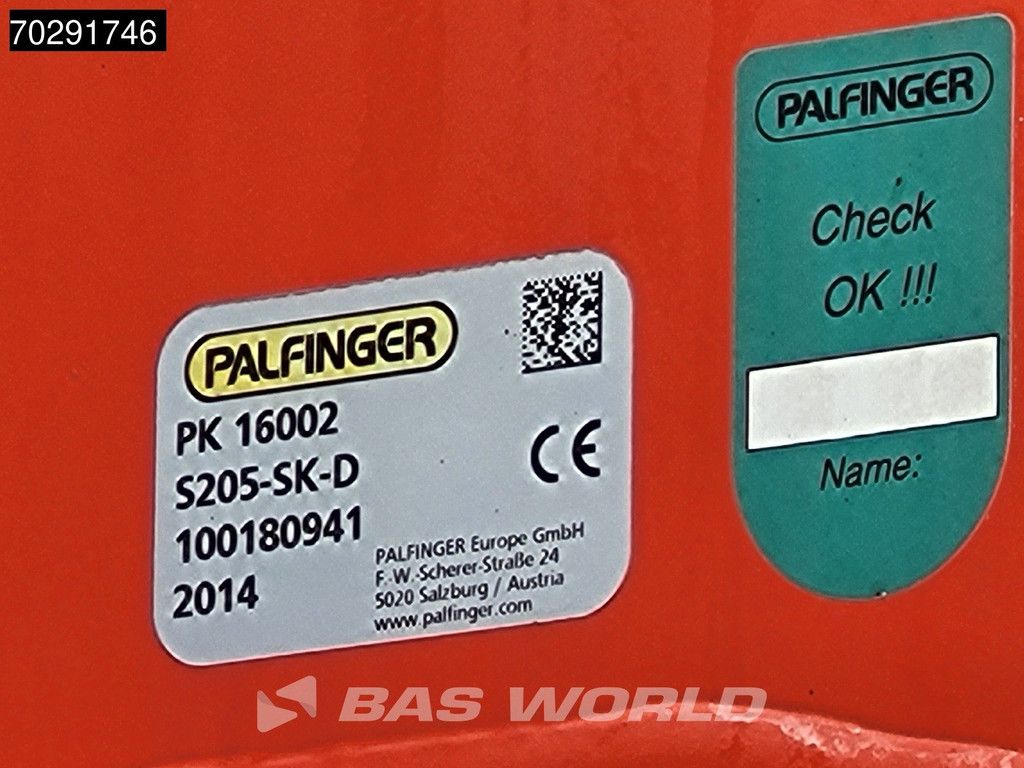 70291746
PALFINGER
PK 16002
S205-SK-D
100180941
2014
CE
PALFINGER Europe GmbH
F.-W.-Scherer-Straße 24
5020 Salzburg / Austria
www.palfinger.com
PALFINGER
Check
OK !!!
Name:
BAS WORLD